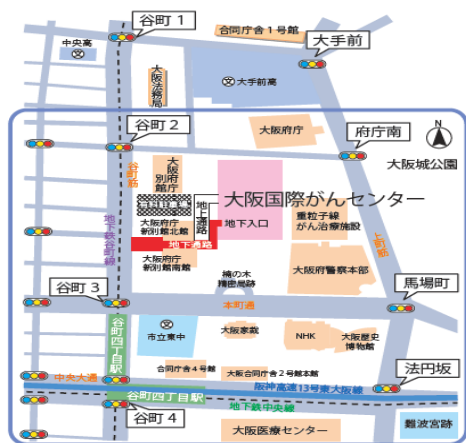 谷町1
合同庁舎1号館
大手前
中央高
文
大阪法務局
文
大手前高
谷町2
大阪府庁
府庁南
N
大阪城公園
谷町筋
大阪府庁別館
大阪国際がんセンター
地上通路
地下入口
大阪府庁新別館北館
重粒子線がん治療施設
上町筋
地下鉄谷町線
地下通路
大阪府庁新別館南館
楠の木精密局跡
大阪府警察本部
谷町3
本町通
馬場町
谷町四丁目駅
文
市立東中
大阪家裁
NHK
大阪歴史博物館
合同庁舎4号館
大阪合同庁舎2号館本館
法円坂
中央大通
阪神高速13号東大阪線
谷町四丁目駅
地下鉄中央線
谷町4
大阪医療センター
難波宮跡